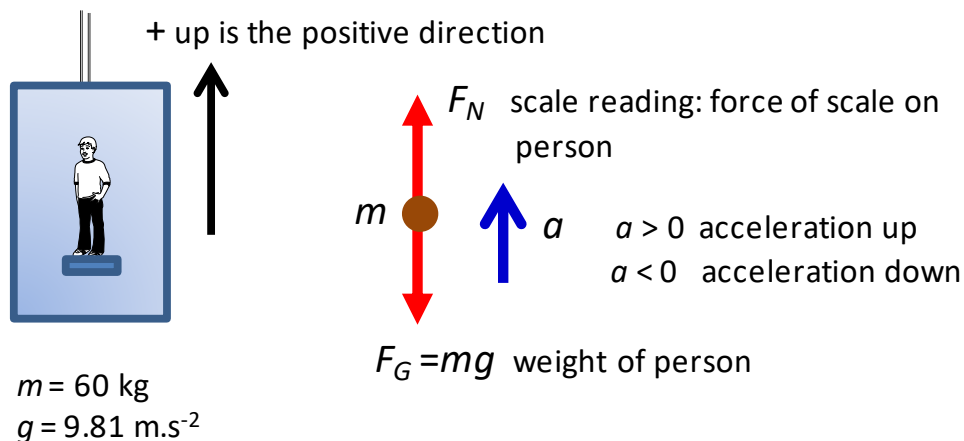 + up is the positive direction
F_N scale reading: force of scale on
person
m
a a > 0 acceleration up
a < 0 acceleration down
F_G =mg weight of person
m = 60 kg
g = 9.81 m.s⁻²